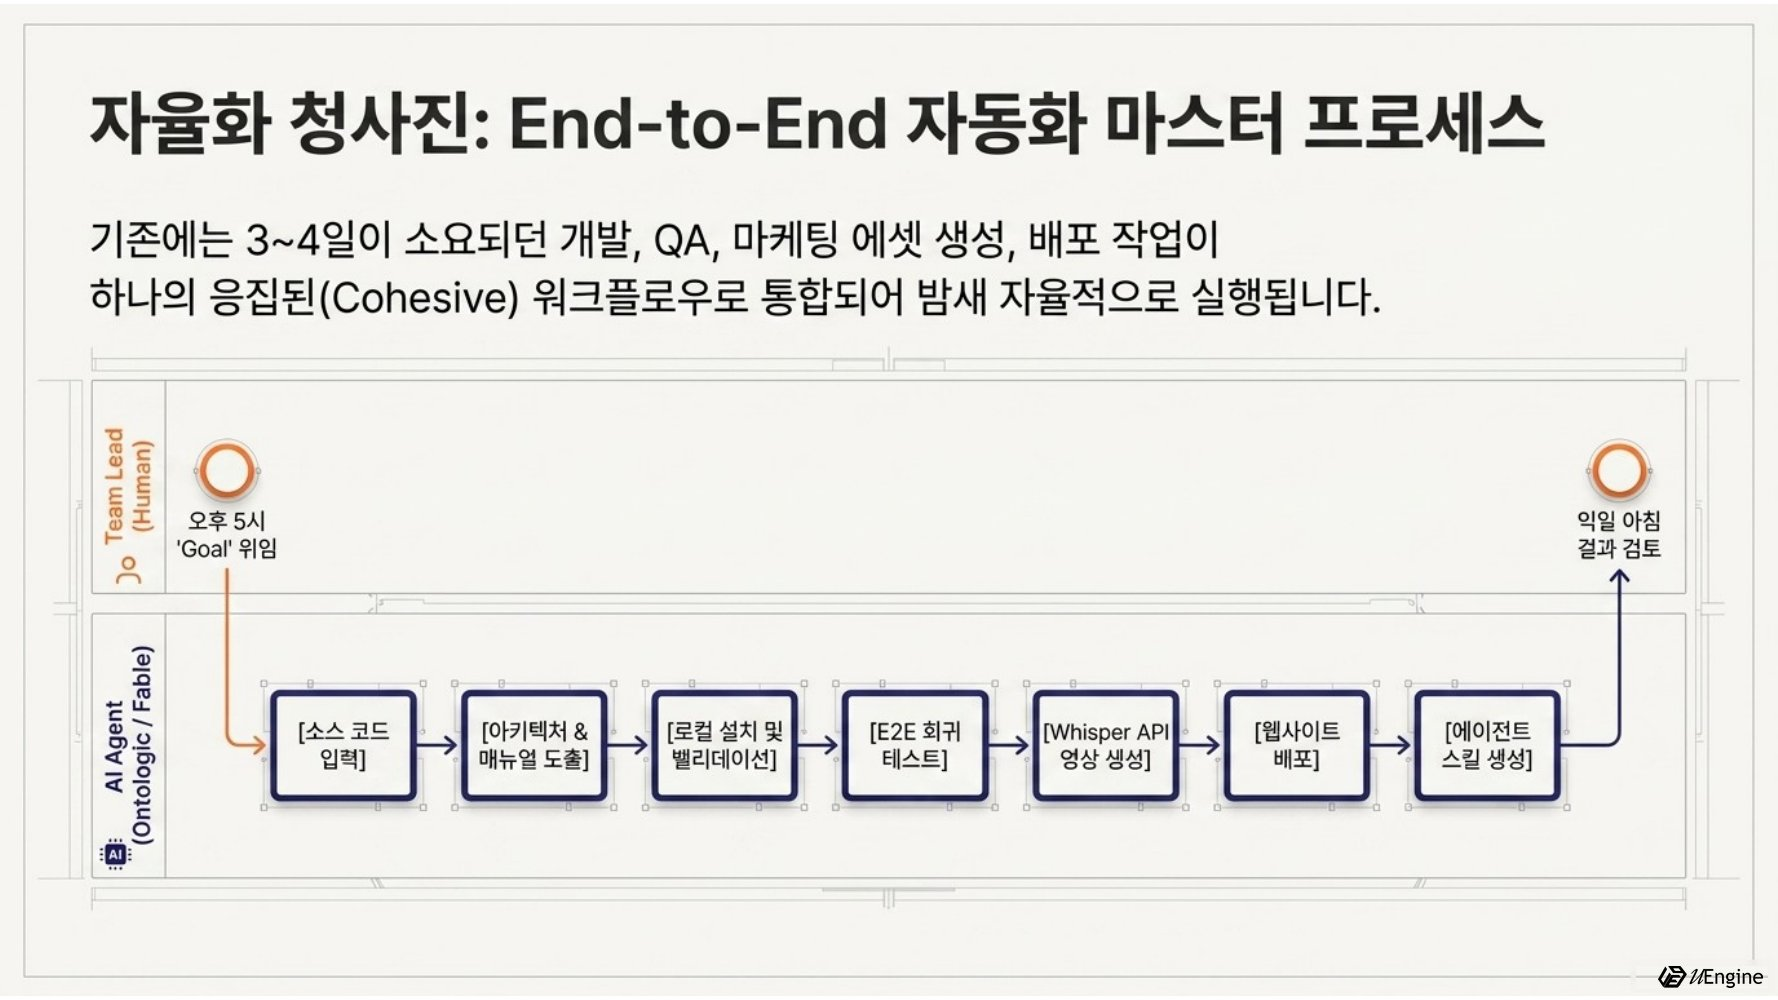 자율화 청사진: End-to-End 자동화 마스터 프로세스
기존에는 3~4일이 소요되던 개발, QA, 마케팅 에셋 생성, 배포 작업이
하나의 응집된(Cohesive) 워크플로우로 통합되어 밤새 자율적으로 실행됩니다.
Team Lead
(Human)
오후 5시
'Goal' 위임
익일 아침
결과 검토
AI Agent
(Ontologic / Fable)
AI
[소스 코드
입력]
[아키텍처 &
매뉴얼 도출]
[로컬 설치 및
밸리데이션]
[E2E 회귀
테스트]
[Whisper API
영상 생성]
[웹사이트
배포]
[에이전트
스킬 생성]
uEngine